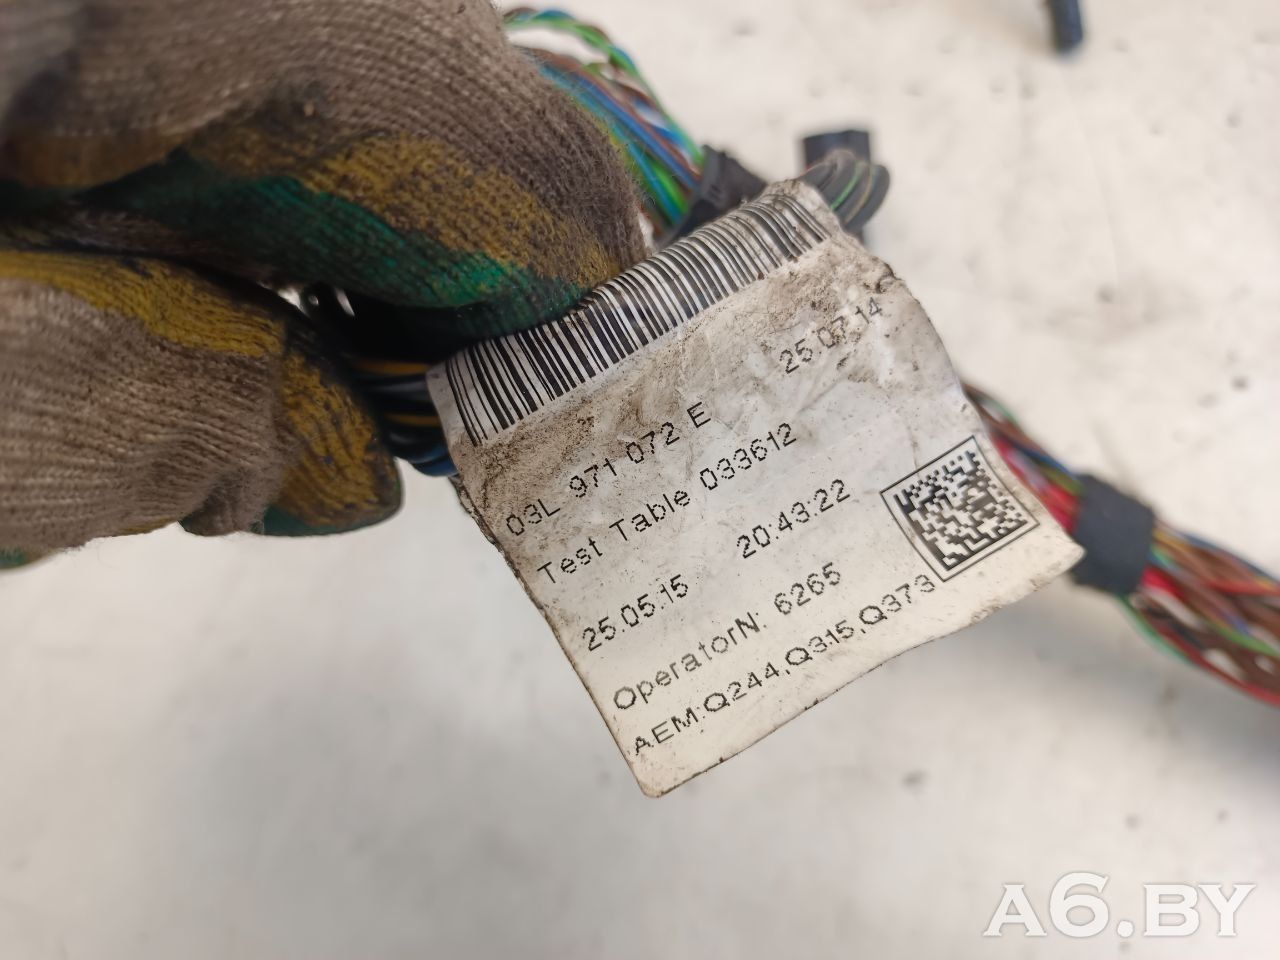 03L 971 072 E 25.07.14
Test Table 033612
25.05.15 20:43:22
OperatorN: 6265
AEM:Q244,Q315,Q373
A6.BY